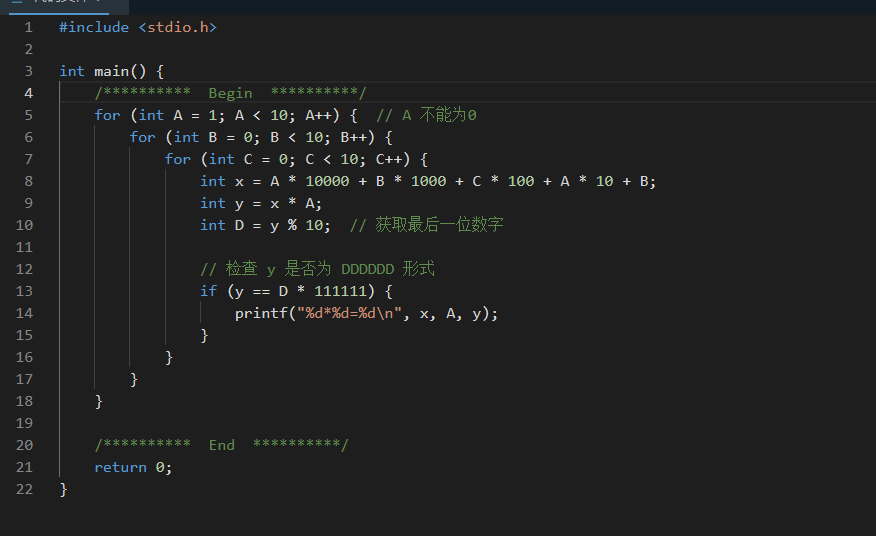 1 #include <stdio.h>
2
3 int main() {
4     /********** Begin **********/
5     for (int A = 1; A < 10; A++) {  // A 不能为0
6         for (int B = 0; B < 10; B++) {
7             for (int C = 0; C < 10; C++) {
8                 int x = A * 10000 + B * 1000 + C * 100 + A * 10 + B;
9                 int y = x * A;
10                 int D = y % 10;  // 获取最后一位数字
11
12                 // 检查 y 是否为 DDDDDD 形式
13                 if (y == D * 111111) {
14                     printf("%d*%d=%d\n", x, A, y);
15                 }
16             }
17         }
18     }
19
20     /********** End **********/
21     return 0;
22 }